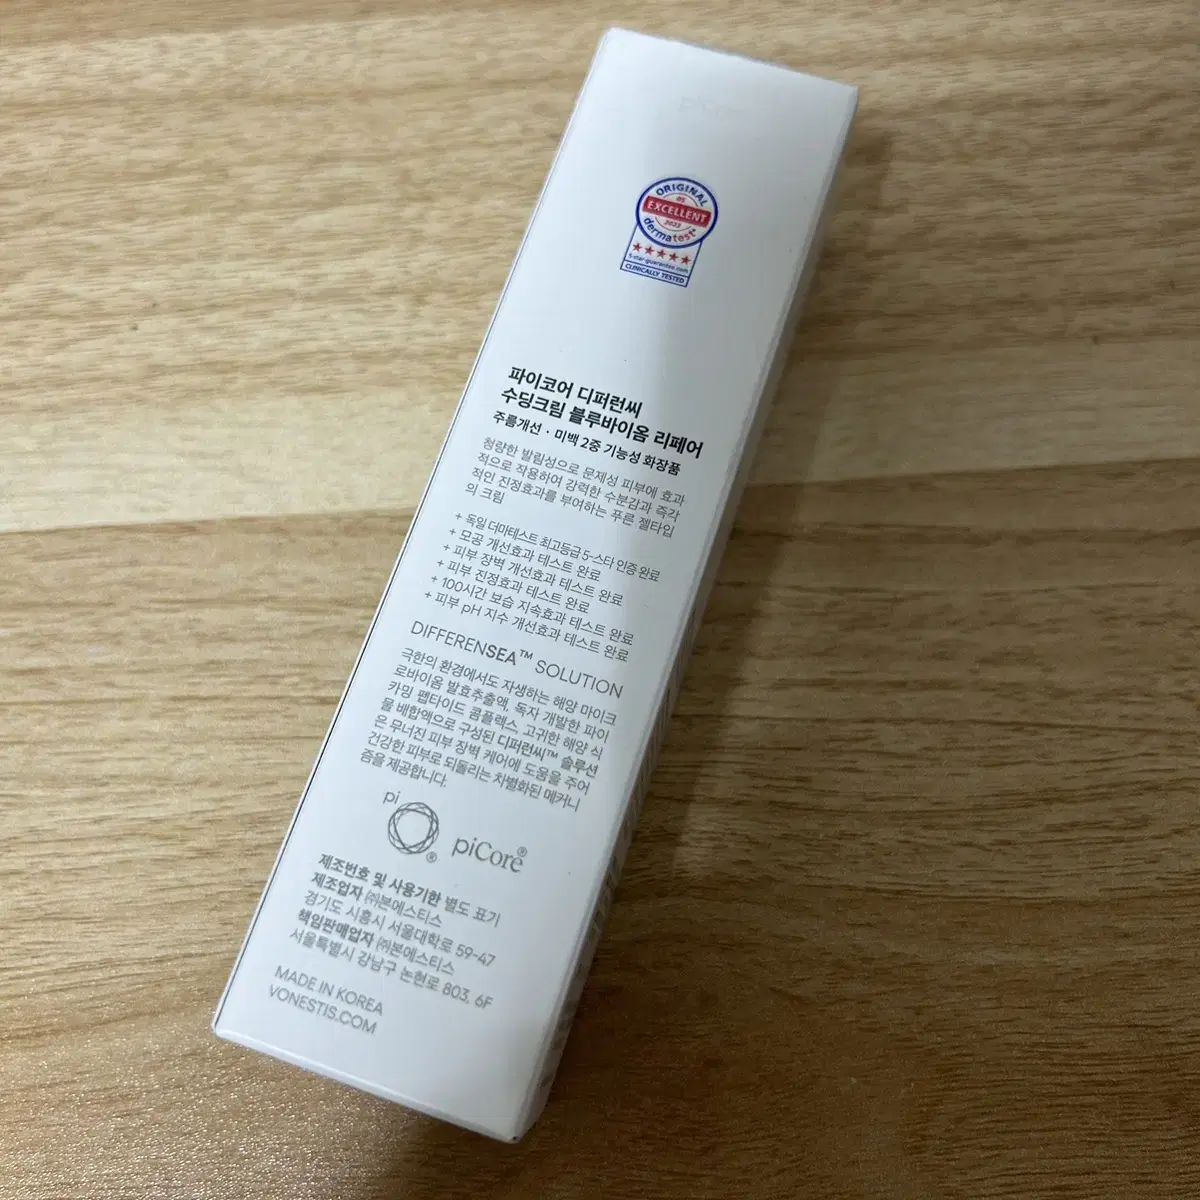 piCore
ORIGINAL
EXCELLENT
2023
dermatest®
5-star-guarantee.com
CLINICALLY TESTED
파이코어 디퍼런씨
수딩크림 블루바이옴 리페어
주름개선 · 미백 2중 기능성 화장품
청량한 발림성으로 문제성 피부에 효과
적으로 작용하여 강력한 수분감과 즉각
적인 진정효과를 부여하는 푸른 젤타입
의 크림
+ 독일 더마테스트 최고등급 5-스타 인증 완료
+ 모공 개선효과 테스트 완료
+ 피부 장벽 개선효과 테스트 완료
+ 피부 진정효과 테스트 완료
+ 100시간 보습 지속효과 테스트 완료
+ 피부 pH 지수 개선효과 테스트 완료
DIFFERENSEA™ SOLUTION
극한의 환경에서도 자생하는 해양 마이크
로바이옴 발효추출액, 독자 개발한 파이
카밍 펩타이드 콤플렉스, 고귀한 해양 식
물 배합액으로 구성된 디퍼런씨™ 솔루션
은 무너진 피부 장벽 케어에 도움을 주어
건강한 피부로 되돌리는 차별화된 메커니
즘을 제공합니다.
pi
®
piCore®
제조번호 및 사용기한 별도 표기
제조업자 ㈜본에스티스
경기도 시흥시 서울대학로 59-47
책임판매업자 ㈜본에스티스
서울특별시 강남구 논현로 803, 6F
MADE IN KOREA
VONESTIS.COM